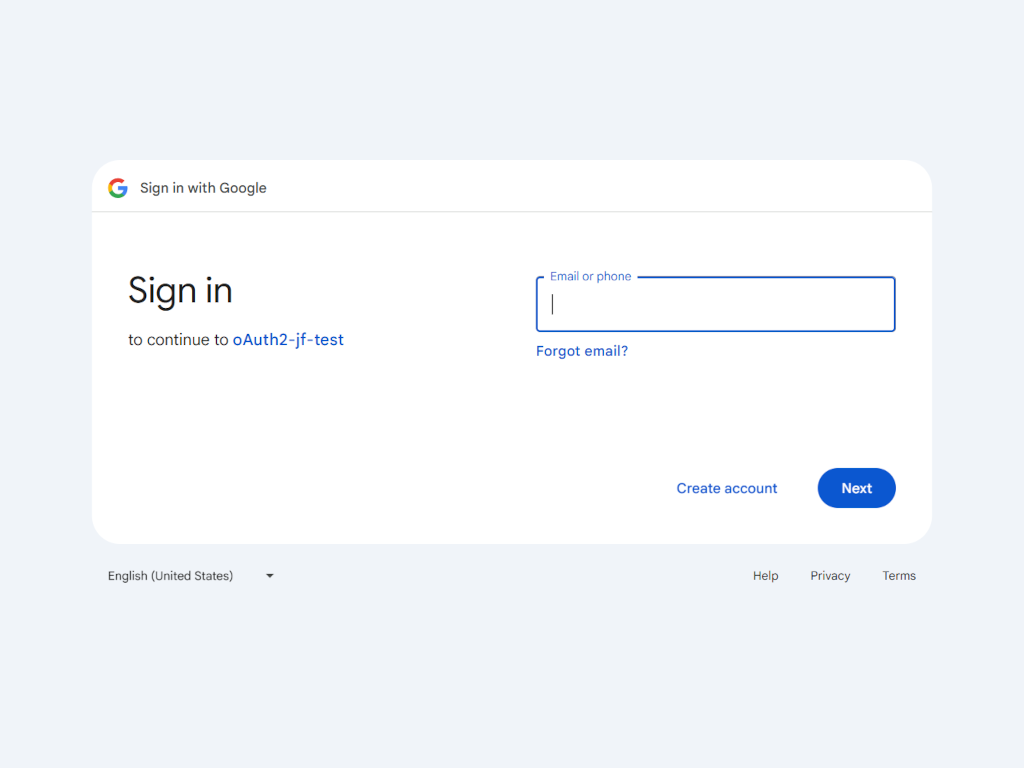 Sign in with Google
Sign in
to continue to oAuth2-jf-test
Email or phone
Forgot email?
Create account
Next
English (United States)
Help
Privacy
Terms